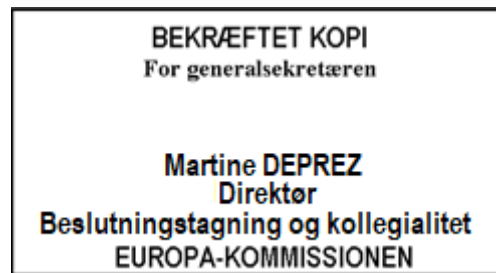 BEKRÆFTET KOPI
For generalsekretæren
Martine DEPREZ
Direktør
Beslutningstagning og kollegialitet
EUROPA-KOMMISSIONEN